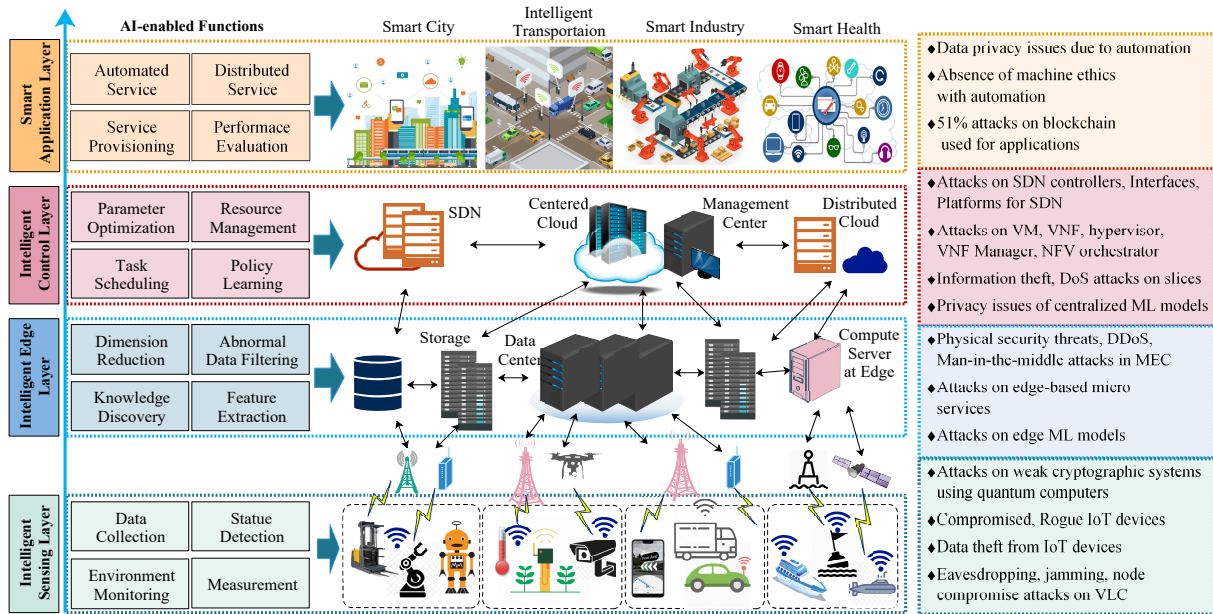 AI-enabled Functions
Smart City
Intelligent
Transportaion
Smart Industry
Smart Health
Smart
Application Layer
Automated
Service
Distributed
Service
Service
Provisioning
Performace
Evaluation
♦Data privacy issues due to automation
♦Absence of machine ethics
with automation
♦51% attacks on blockchain
used for applications
Intelligent
Control Layer
Parameter
Optimization
Resource
Management
Task
Scheduling
Policy
Learning
SDN
Centered
Cloud
Management
Center
Distributed
Cloud
♦Attacks on SDN controllers, Interfaces,
Platforms for SDN
♦Attacks on VM, VNF, hypervisor,
VNF Manager, NFV orchestrator
♦Information theft, DoS attacks on slices
♦Privacy issues of centralized ML models
Intelligent Edge
Layer
Dimension
Reduction
Abnormal
Data Filtering
Knowledge
Discovery
Feature
Extraction
Storage
Data
Center
Compute
Server
at Edge
♦Physical security threats, DDoS,
Man-in-the-middle attacks in MEC
♦Attacks on edge-based micro
services
♦Attacks on edge ML models
Intelligent
Sensing Layer
Data
Collection
Statue
Detection
Environment
Monitoring
Measurement
♦Attacks on weak cryptographic systems
using quantum computers
♦Compromised, Rogue IoT devices
♦Data theft from IoT devices
♦Eavesdropping, jamming, node
compromise attacks on VLC